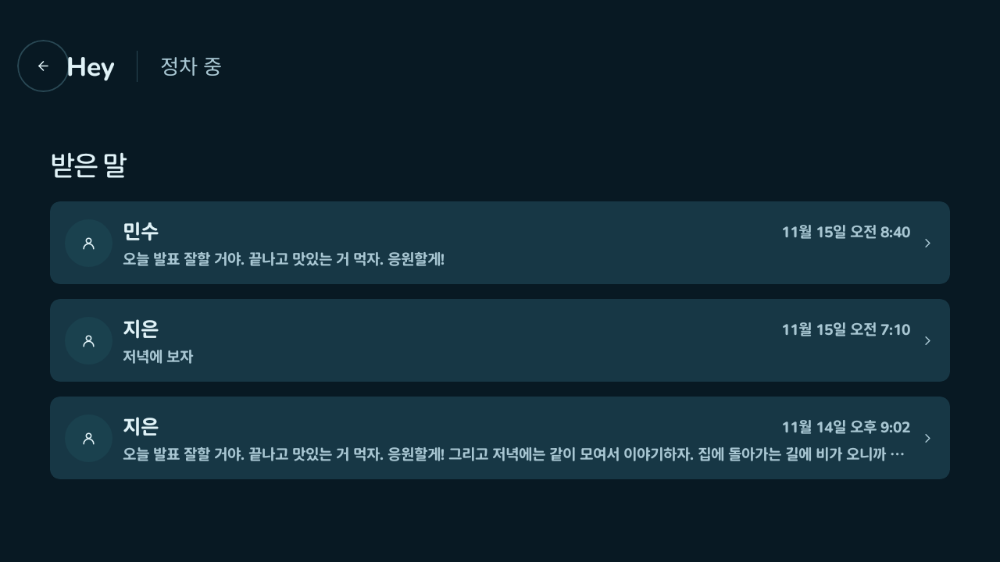 Hey
정차 중
받은 말
민수
11월 15일 오전 8:40
오늘 발표 잘할 거야. 끝나고 맛있는 거 먹자. 응원할게!
지은
11월 15일 오전 7:10
저녁에 보자
지은
11월 14일 오후 9:02
오늘 발표 잘할 거야. 끝나고 맛있는 거 먹자. 응원할게! 그리고 저녁에는 같이 모여서 이야기하자. 집에 돌아가는 길에 비가 오니까 …